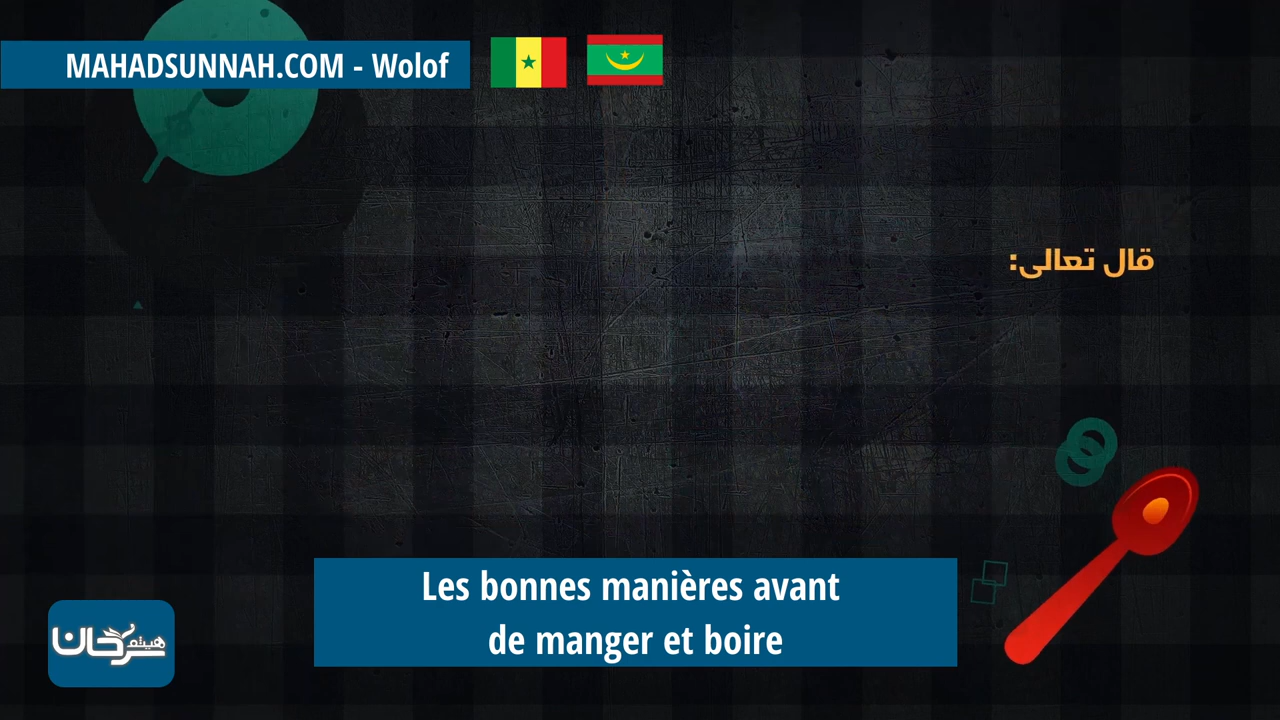 MAHADSUNNAH.COM - Wolof
قال تعالى:
Les bonnes manières avant
de manger et boire
هيثم
سرحان